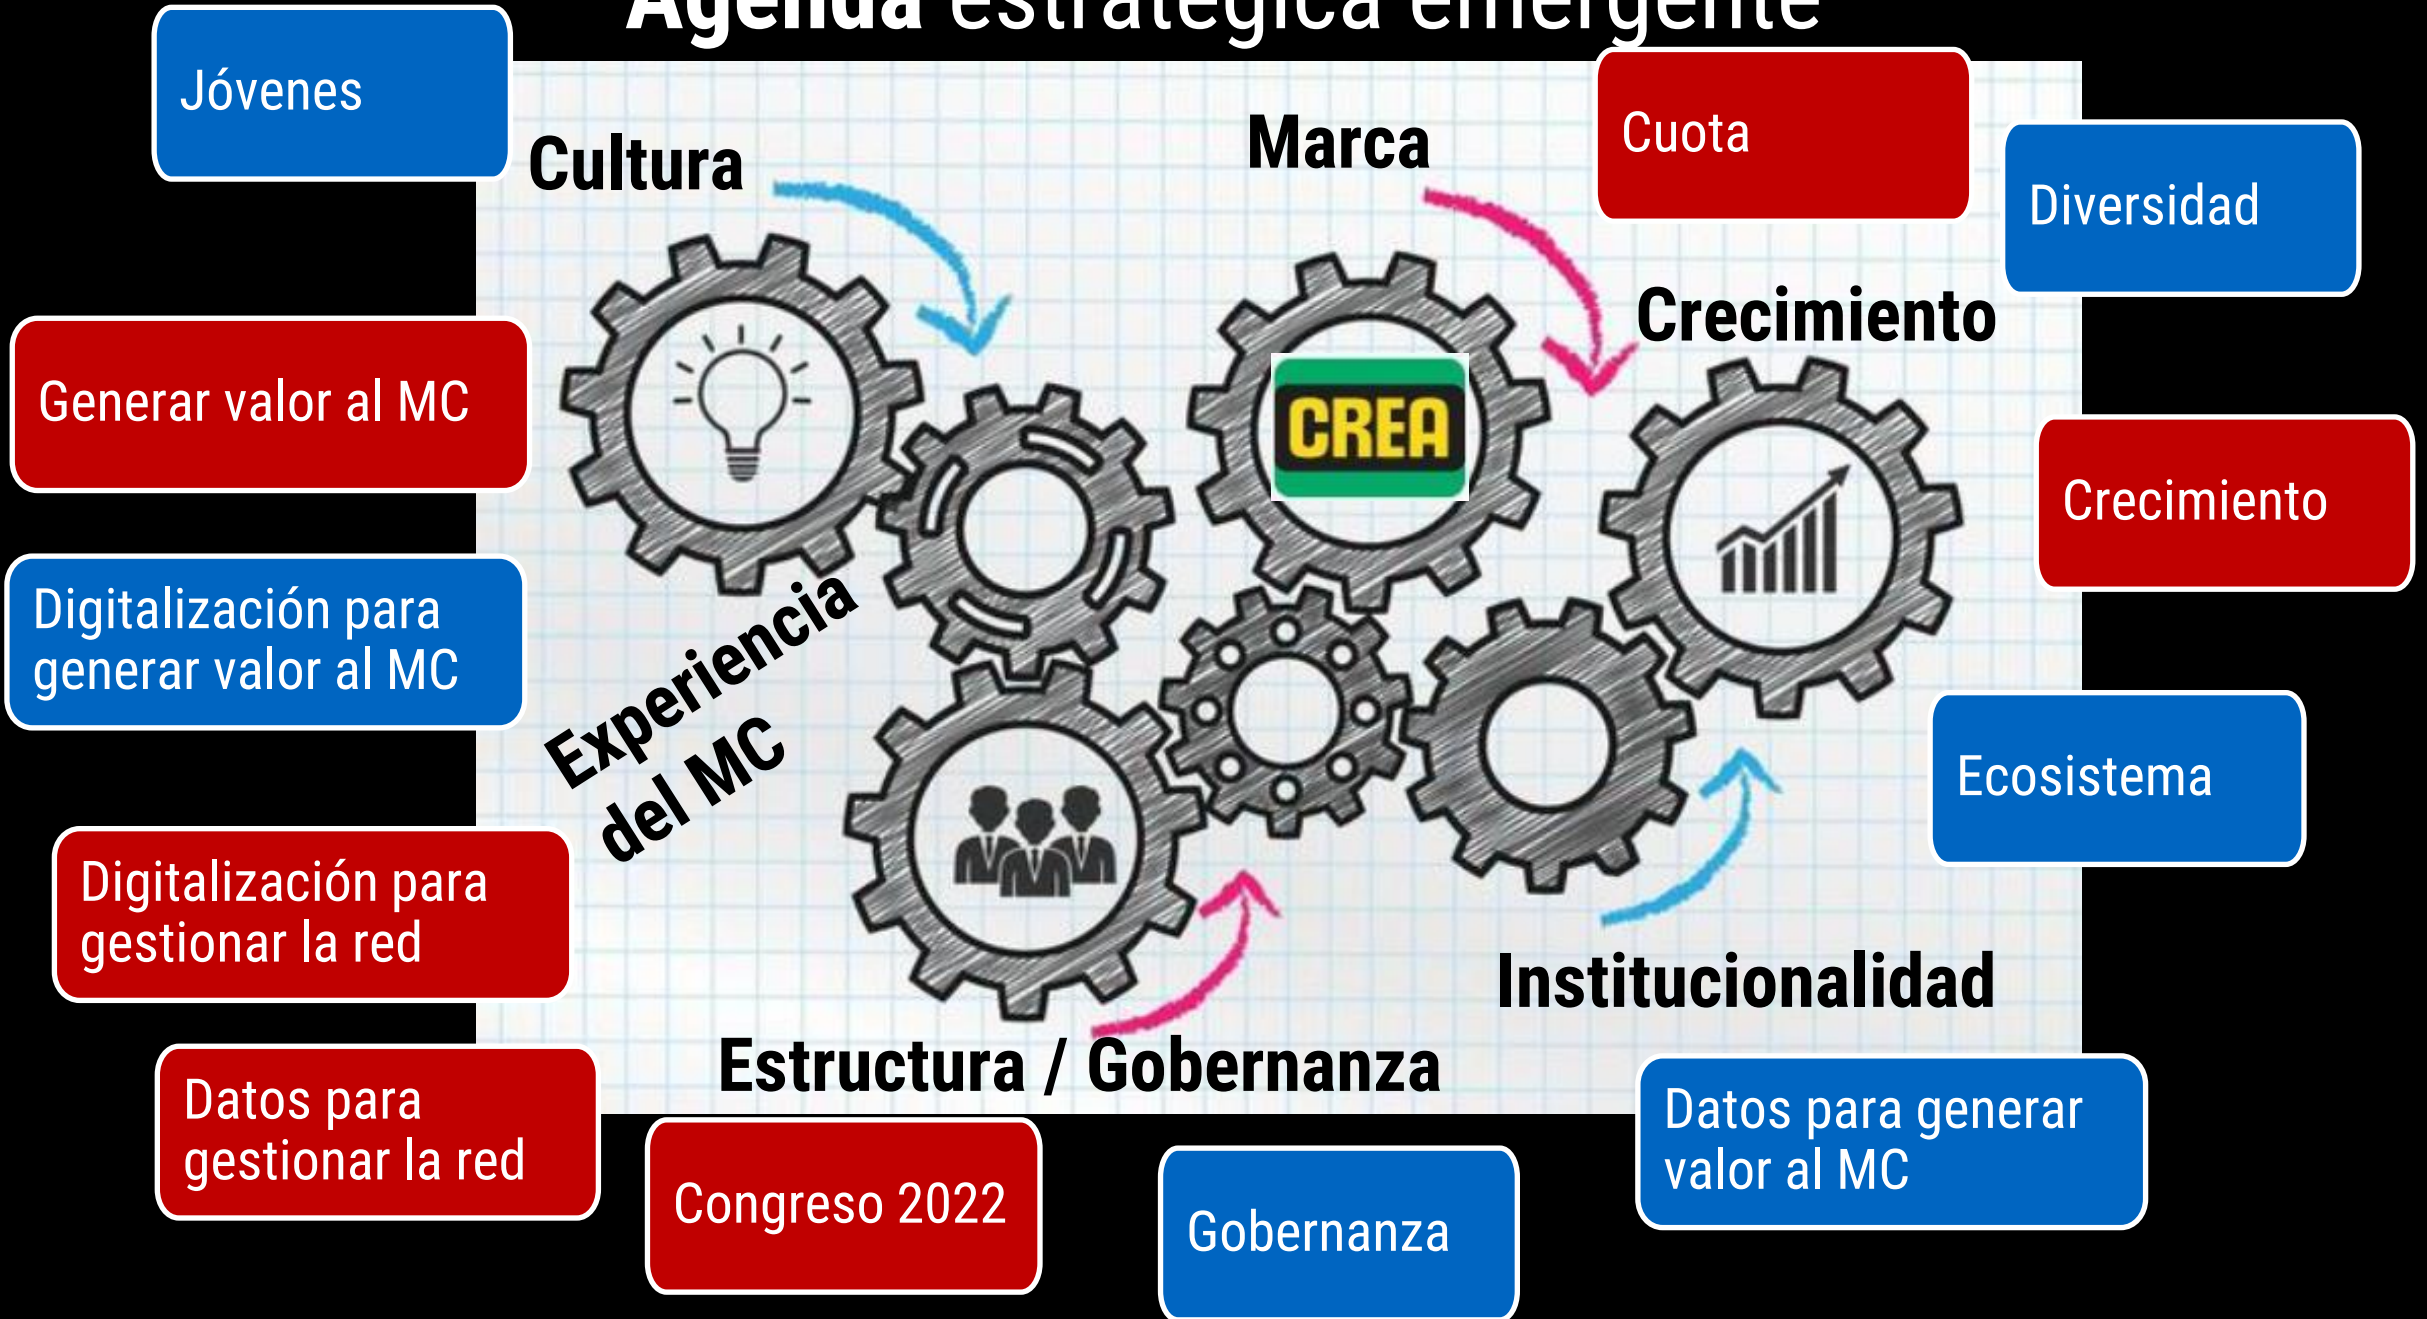 Agenda estratégica emergente
Jóvenes
Cuota
Cultura
Marca
Diversidad
Crecimiento
Generar valor al MC
CREA
Crecimiento
Digitalización para
generar valor al MC
Experiencia
del MC
Ecosistema
Digitalización para
gestionar la red
Institucionalidad
Estructura / Gobernanza
Datos para
gestionar la red
Congreso 2022
Gobernanza
Datos para generar
valor al MC